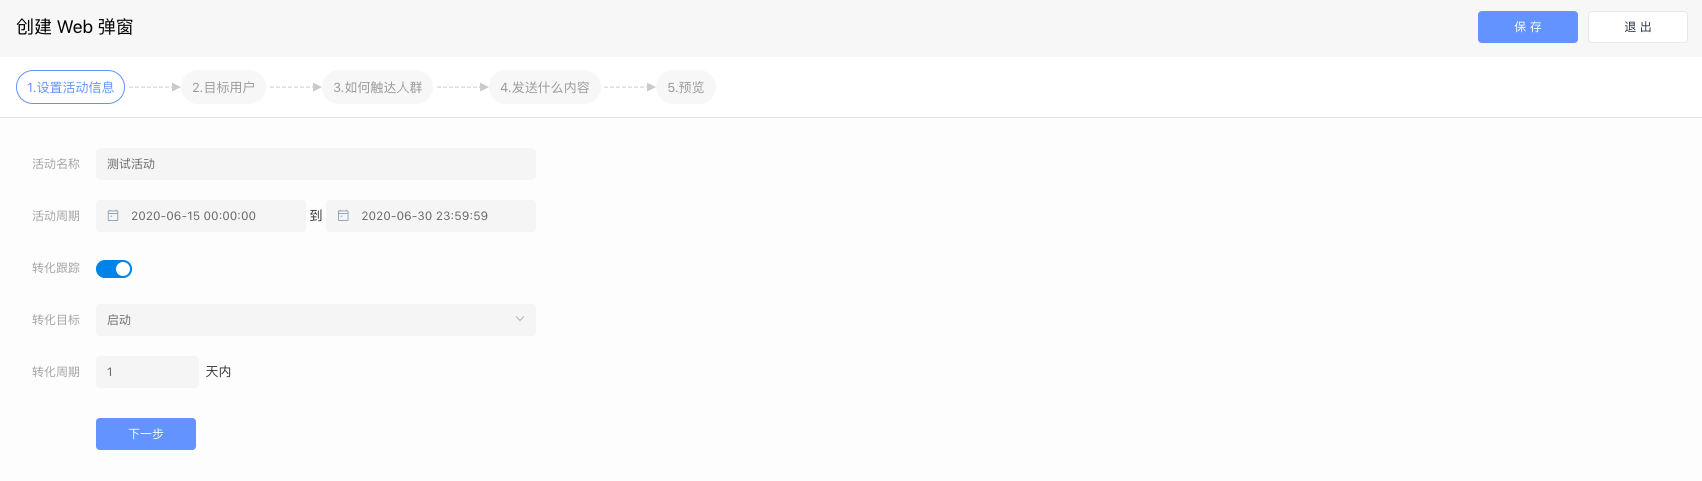 创建 Web 弹窗
保 存
退 出
1.设置活动信息
2.目标用户
3.如何触达人群
4.发送什么内容
5.预览
活动名称 测试活动
活动周期 2020-06-15 00:00:00 到 2020-06-30 23:59:59
转化跟踪
转化目标 启动
转化周期 1 天内
下一步